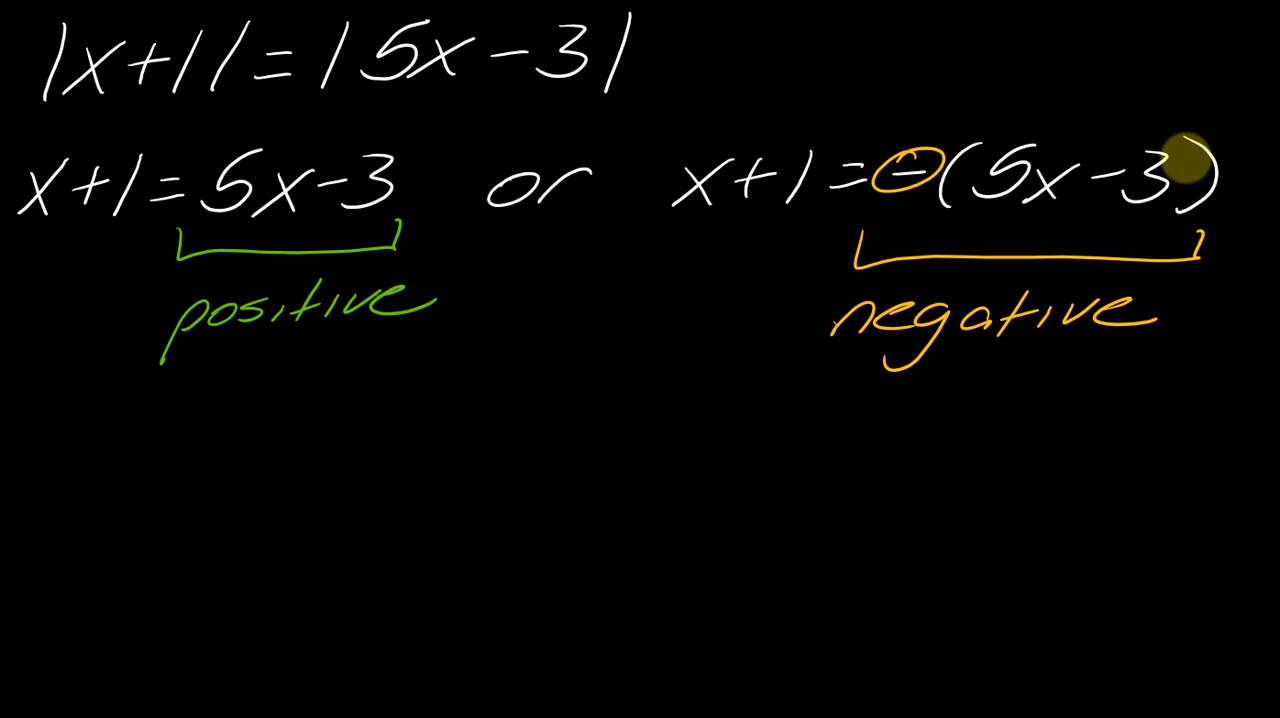 |x+1|=|5x-3|
x+1=5x-3 or x+1=-(5x-3)
positive negative